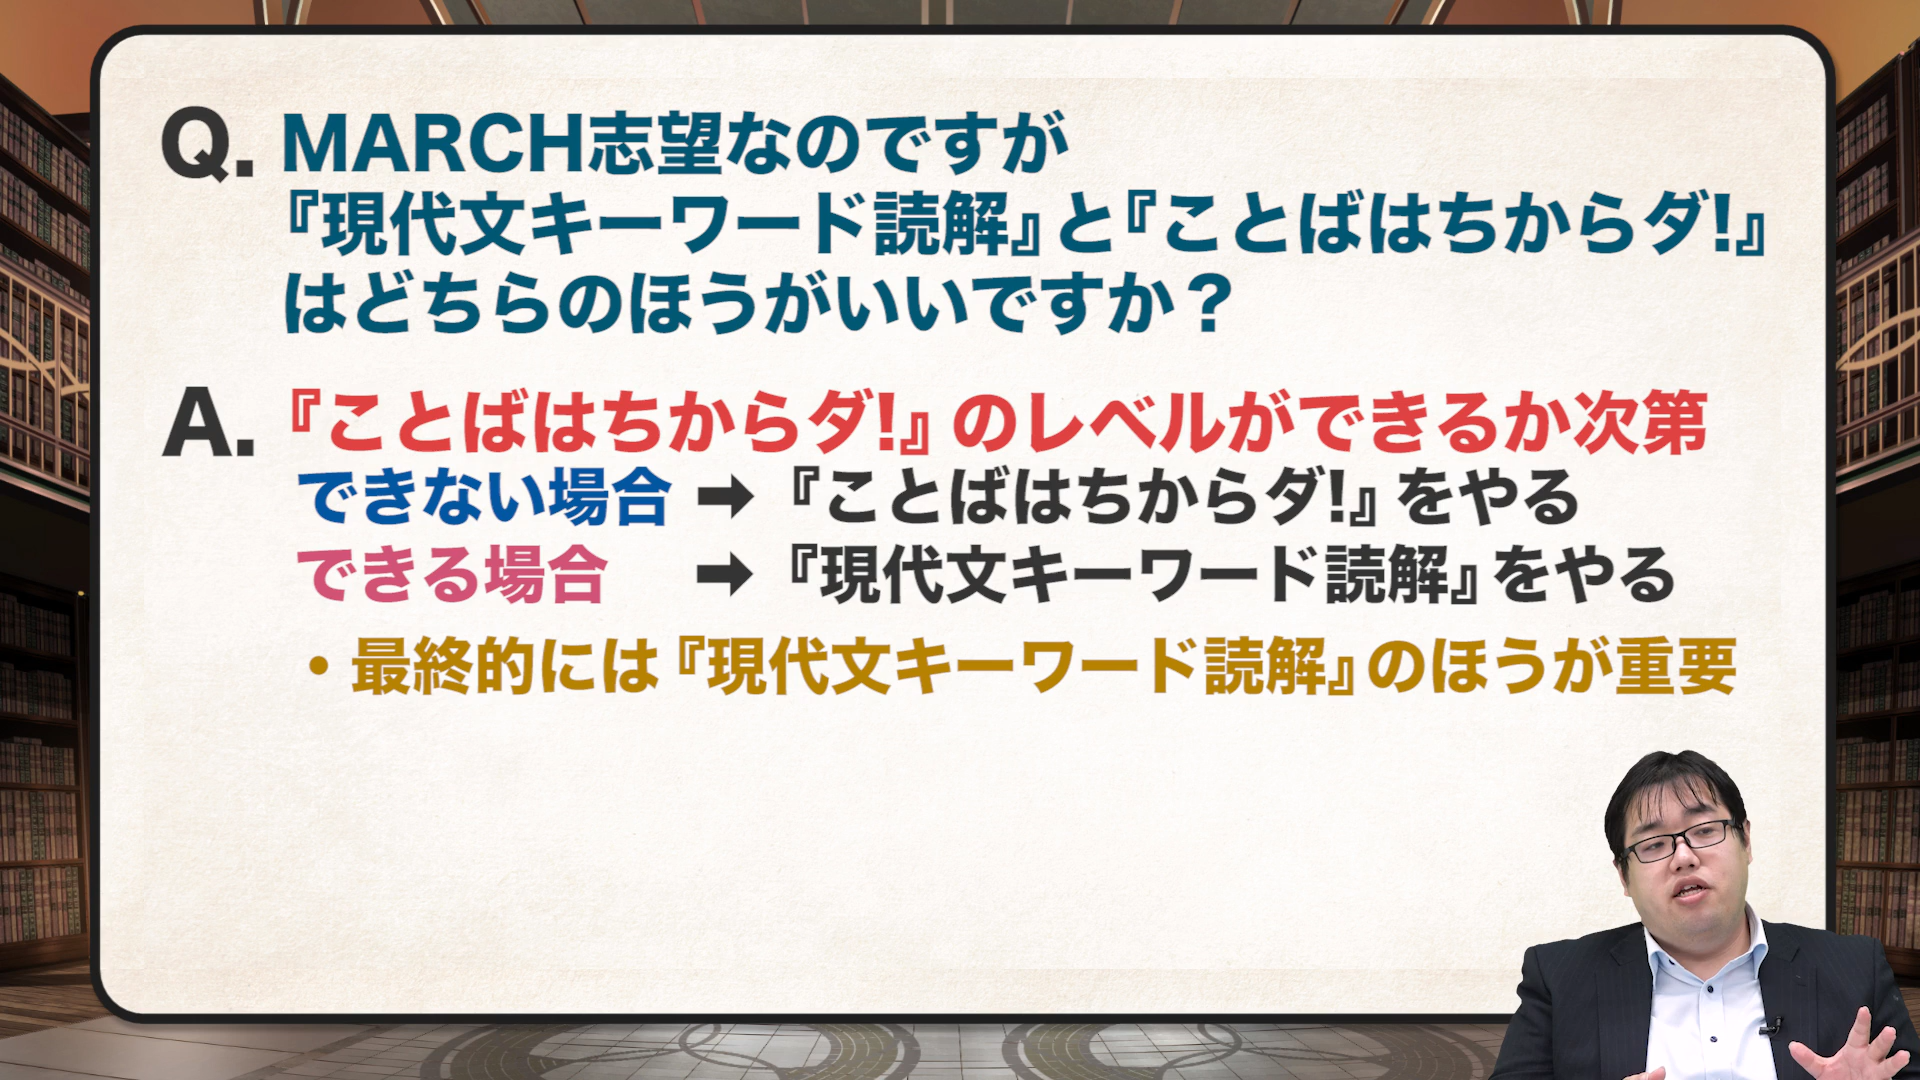 Q. MARCH志望なのですが
『現代文キーワード読解』と『ことばはちからダ!』
はどちらのほうがいいですか？
A. 『ことばはちからダ!』のレベルができるか次第
できない場合 ➡ 『ことばはちからダ!』をやる
できる場合 ➡ 『現代文キーワード読解』をやる
・最終的には『現代文キーワード読解』のほうが重要